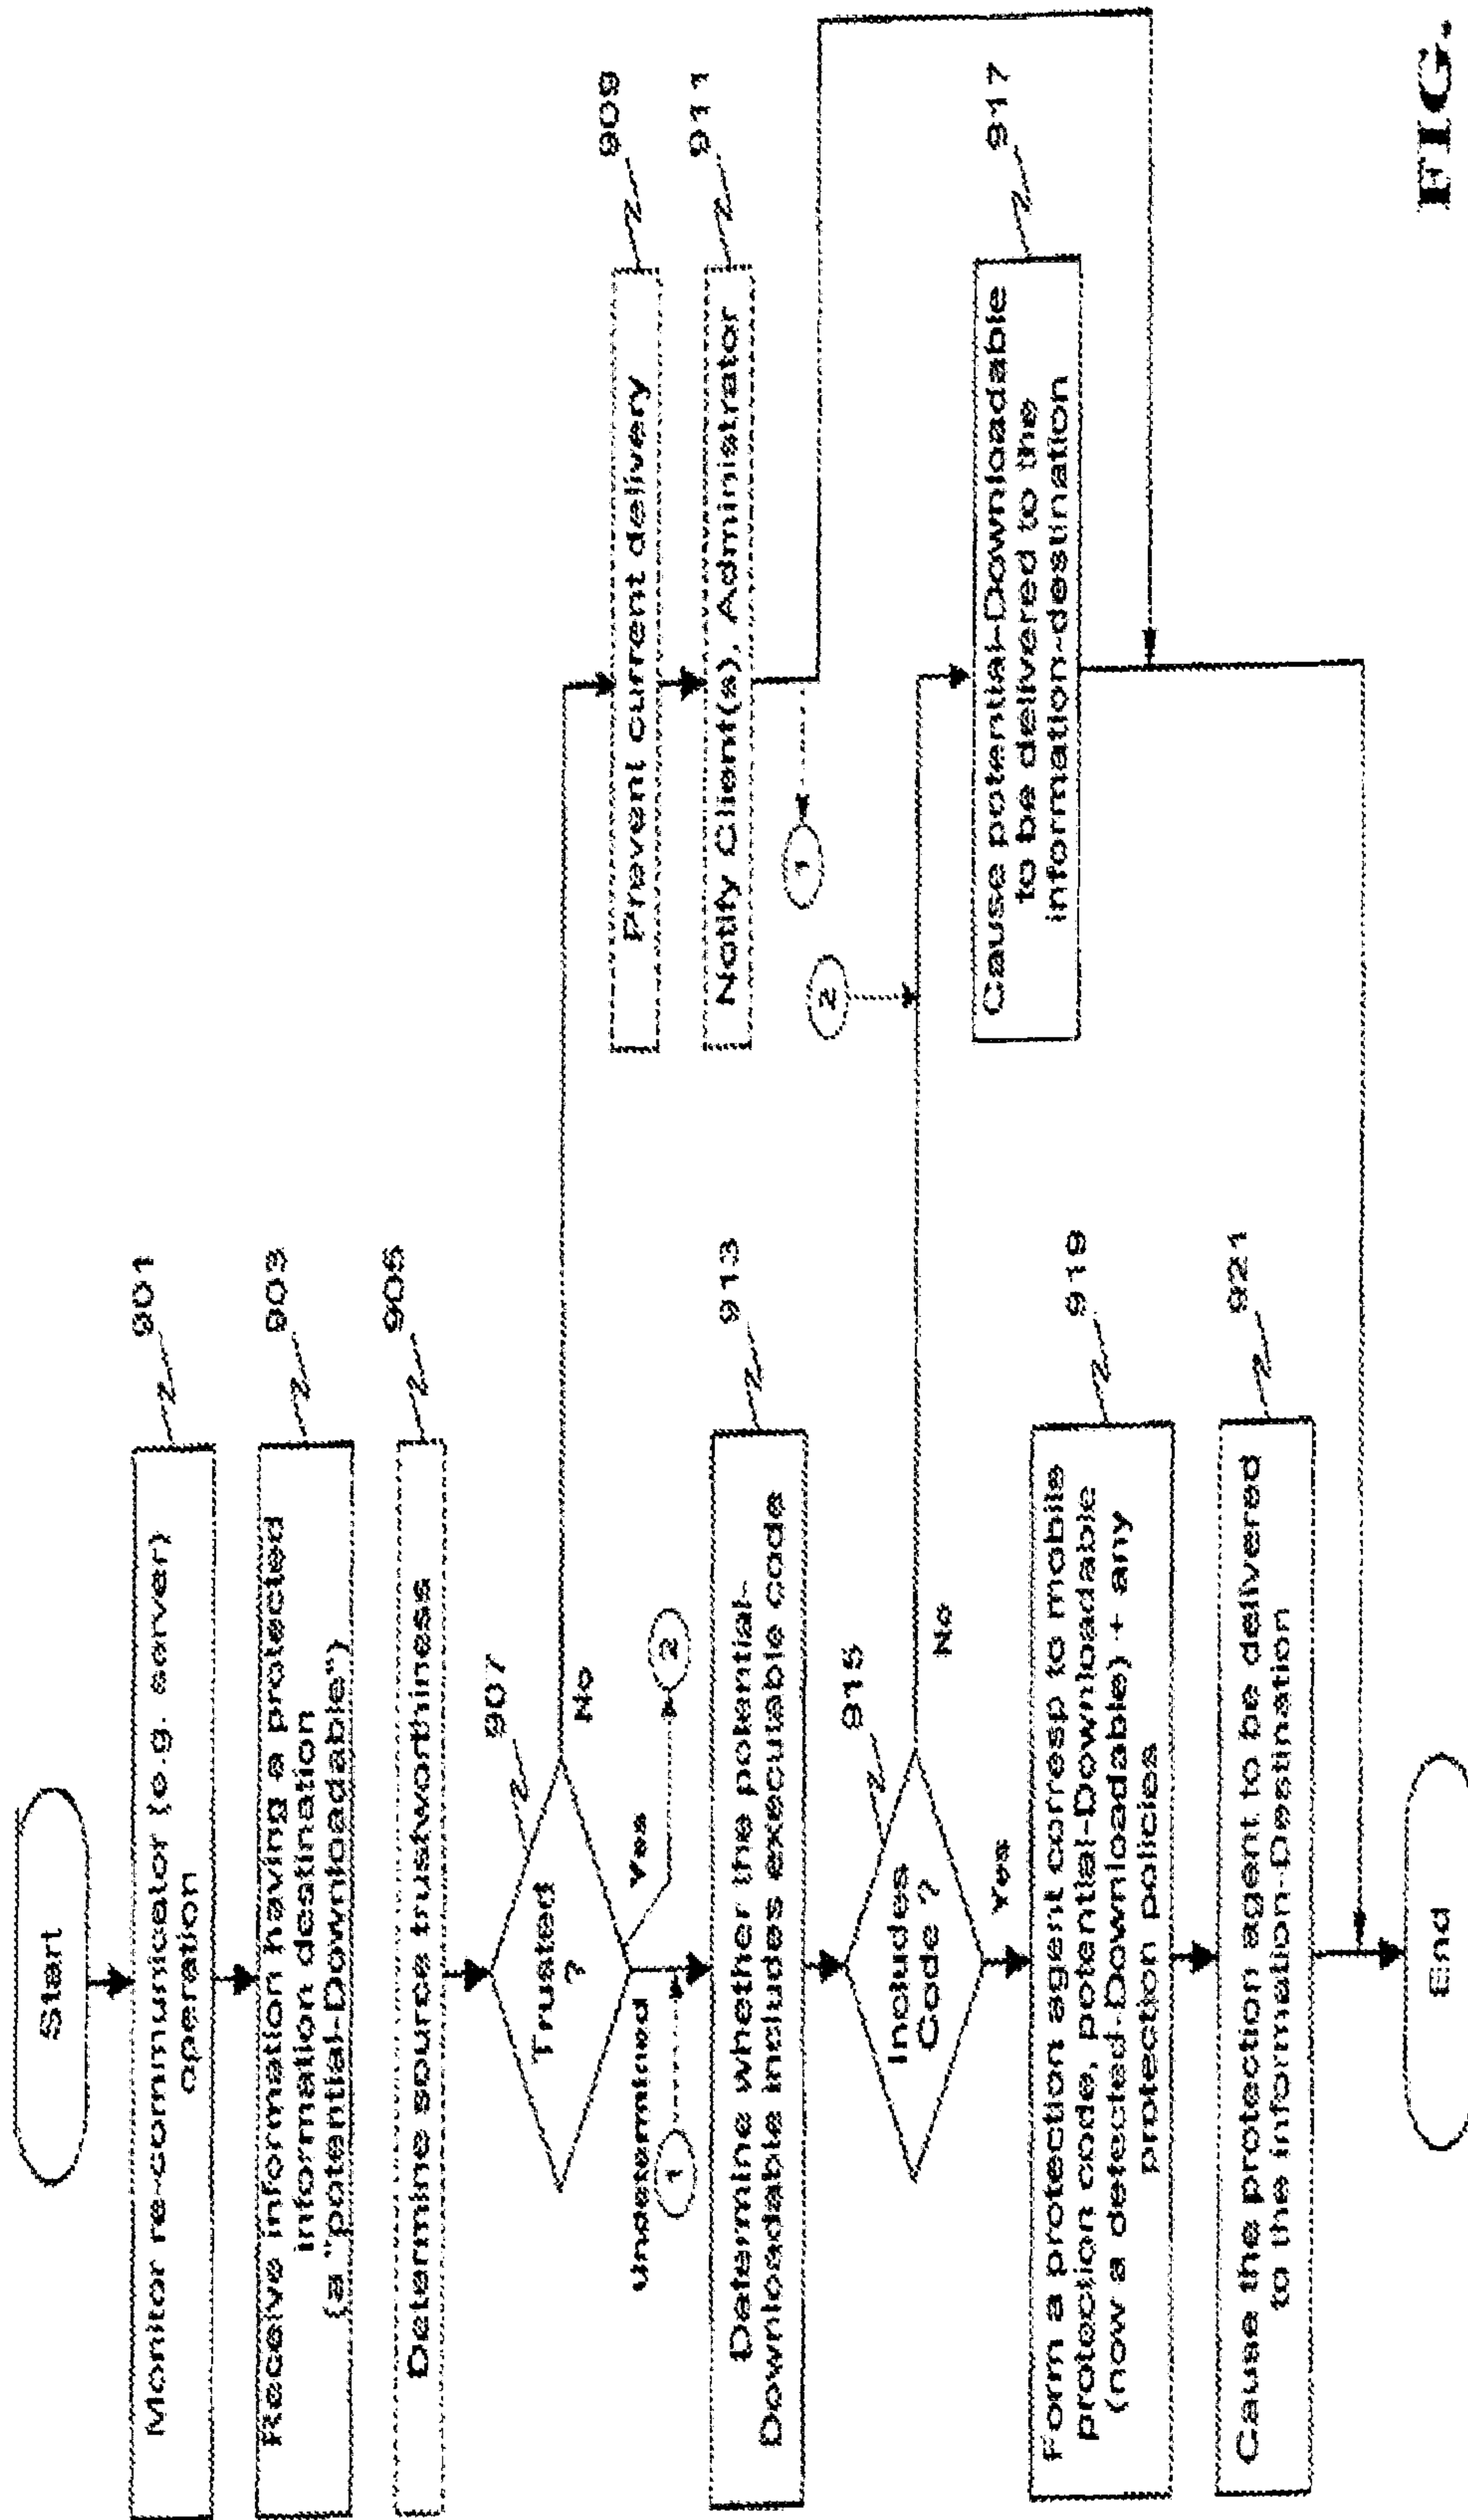 Start
901
Monitor re-communicator (e.g. server)
operation
903
Receive information having a protected
information destination
(a "potential-Downloadable")
905
Determine source trustworthiness
907
Trusted
?
No
Yes
2
undetermined
1
909
Prevent current delivery
911
Notify Client(s), Administrator
1
913
Determine whether the potential-
Downloadable includes executable code
915
Includes
Code ?
No
Yes
2
917
Cause potential-Downloadable
to be delivered to the
information-destination
919
Form a protection agent corresp to mobile
protection code, potential-Downloadable
(now a detected-Downloadable) + any
protection policies
921
Cause the protection agent to be delivered
to the information-Destination
End
FIG.